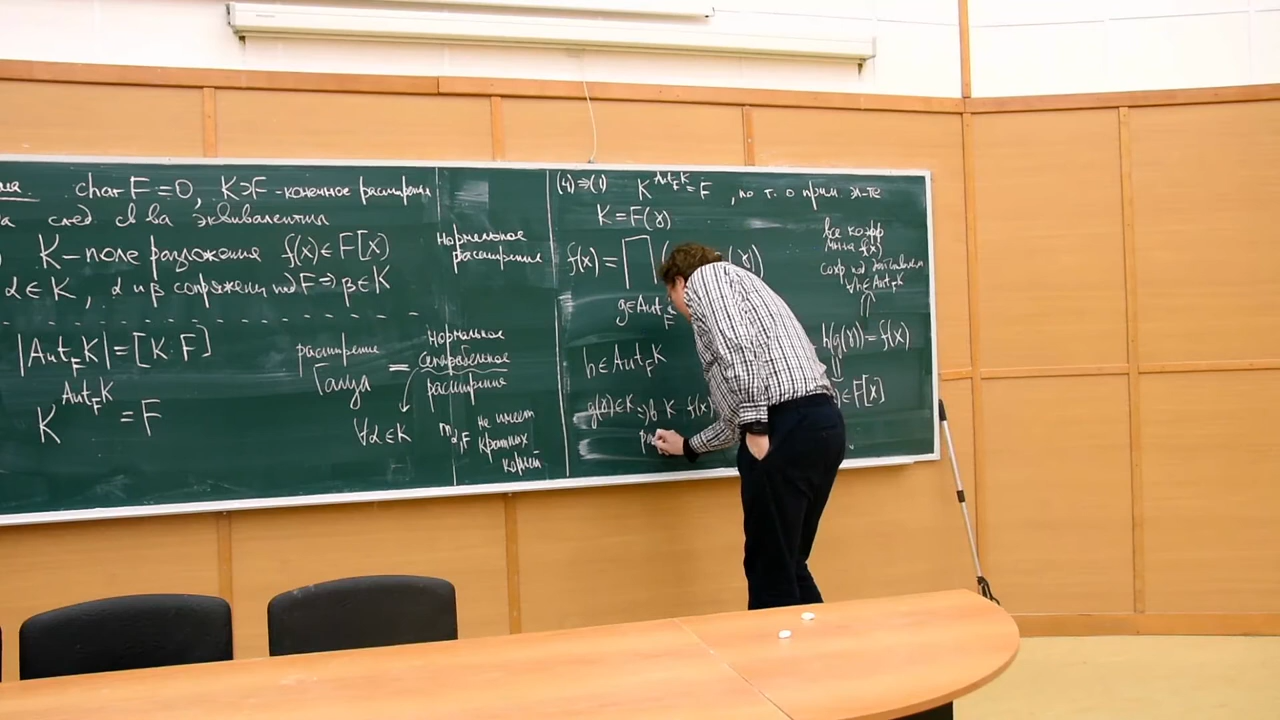 char F=0, K⊃F - конечное расширение
след. св-ва эквивалентны
K - поле разложения f(x)∈F[x]
α∈K, α и β сопряжены над F ⇒ β∈K
|Aut_F K| = [K:F]
K^{Aut_F K} = F
нормальное
расширение
расширение
Галуа
=
нормальное
сепарабельное
расширение
∀α∈K
m_{α,F} не имеет
кратных
корней
(4)⇒(1) K^{Aut_F K} = F, по т. о прим. эл-те
K=F(γ)
f(x)=∏(
(γ))
g∈Aut_F
h∈Aut_F K
g(γ)∈K ⇒ в K f(x)
все коэфф
мн-на f(x)
сохр под действием
∀h∈Aut_F K
h(g(γ))=f(x)
∈F[x]